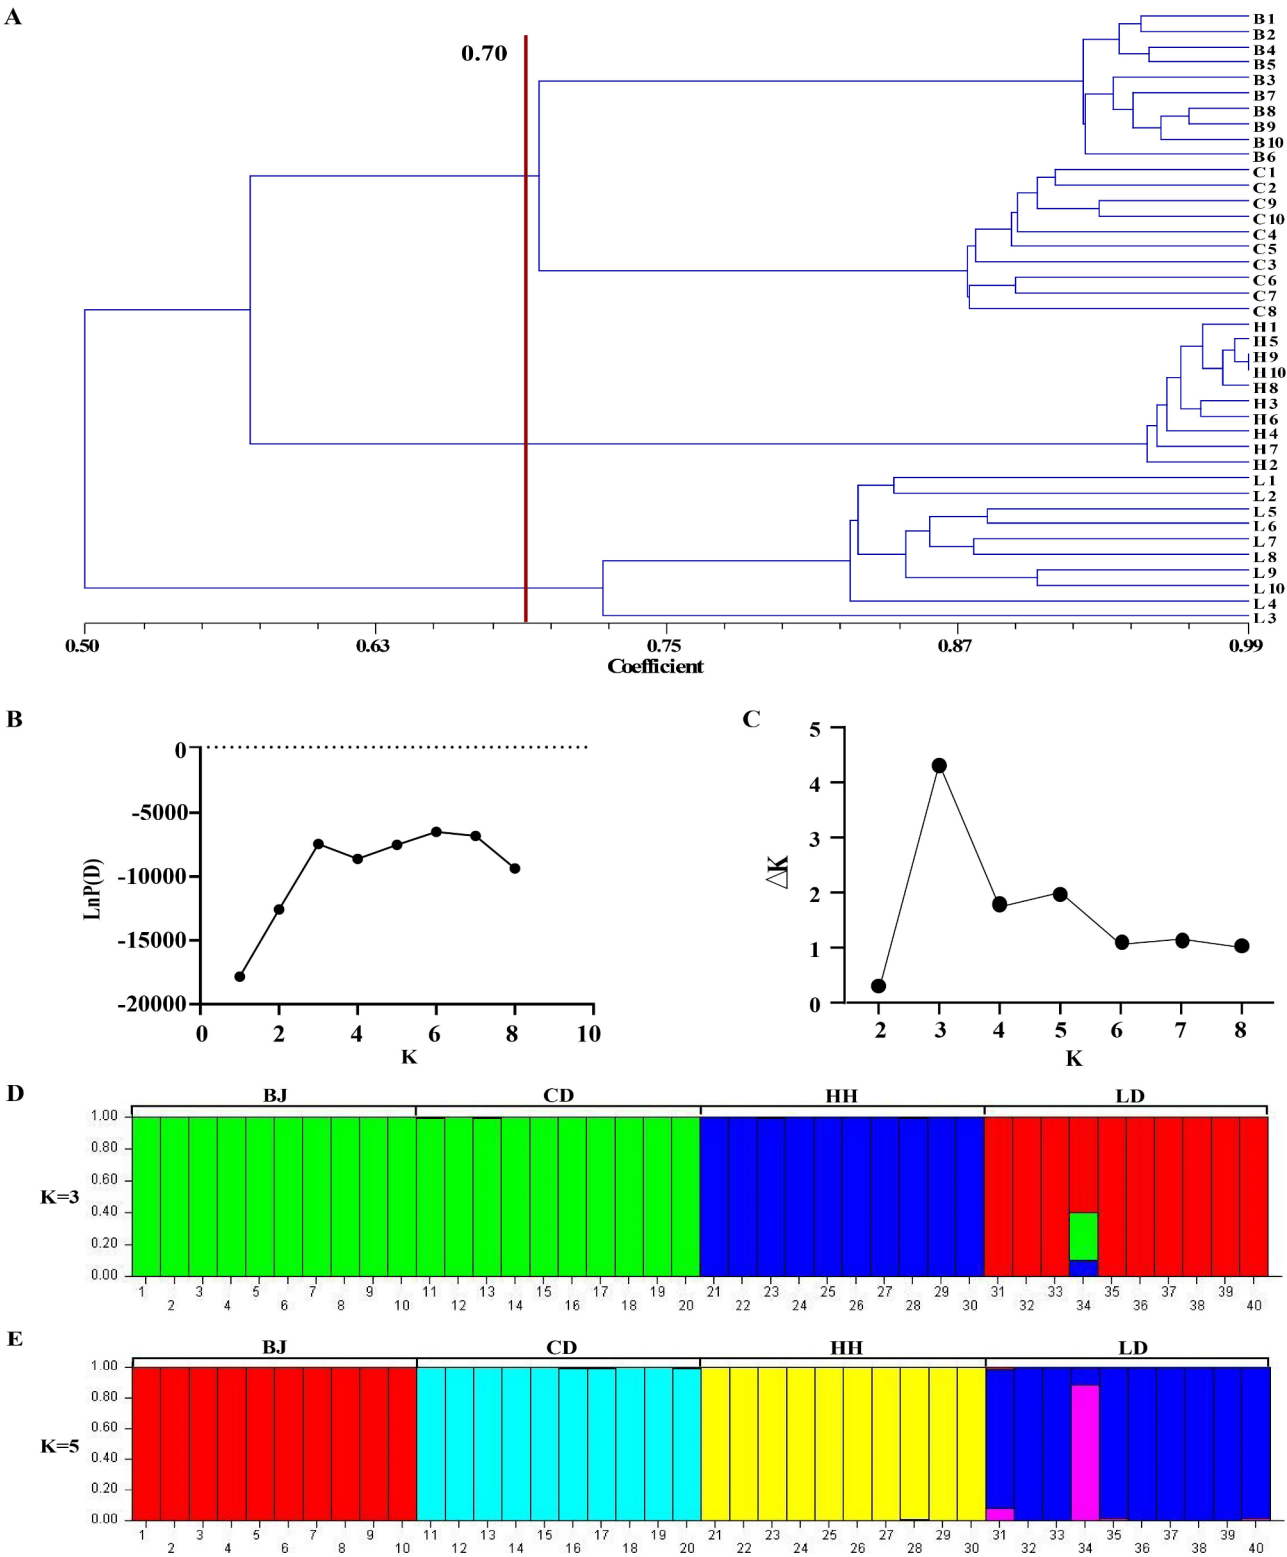 A
0.70
B1
B2
B4
B5
B3
B7
B8
B9
B10
B6
C1
C2
C9
C10
C4
C5
C3
C6
C7
C8
H1
H5
H9
H10
H8
H3
H6
H4
H7
H2
L1
L2
L5
L6
L7
L8
L9
L10
L4
L3
0.50 0.63 0.75 0.87 0.99
Coefficient
B
0
-5000
-10000
-15000
-20000
LnP(D)
0 2 4 6 8 10
K
C
5
4
3
2
1
0
△K
2 3 4 5 6 7 8
K
D
BJ CD HH LD
1.00
0.80
0.60
0.40
0.20
0.00
K=3
1 2 3 4 5 6 7 8 9 10 11 12 13 14 15 16 17 18 19 20 21 22 23 24 25 26 27 28 29 30 31 32 33 34 35 36 37 38 39 40
E
BJ CD HH LD
1.00
0.80
0.60
0.40
0.20
0.00
K=5
1 2 3 4 5 6 7 8 9 10 11 12 13 14 15 16 17 18 19 20 21 22 23 24 25 26 27 28 29 30 31 32 33 34 35 36 37 38 39 40